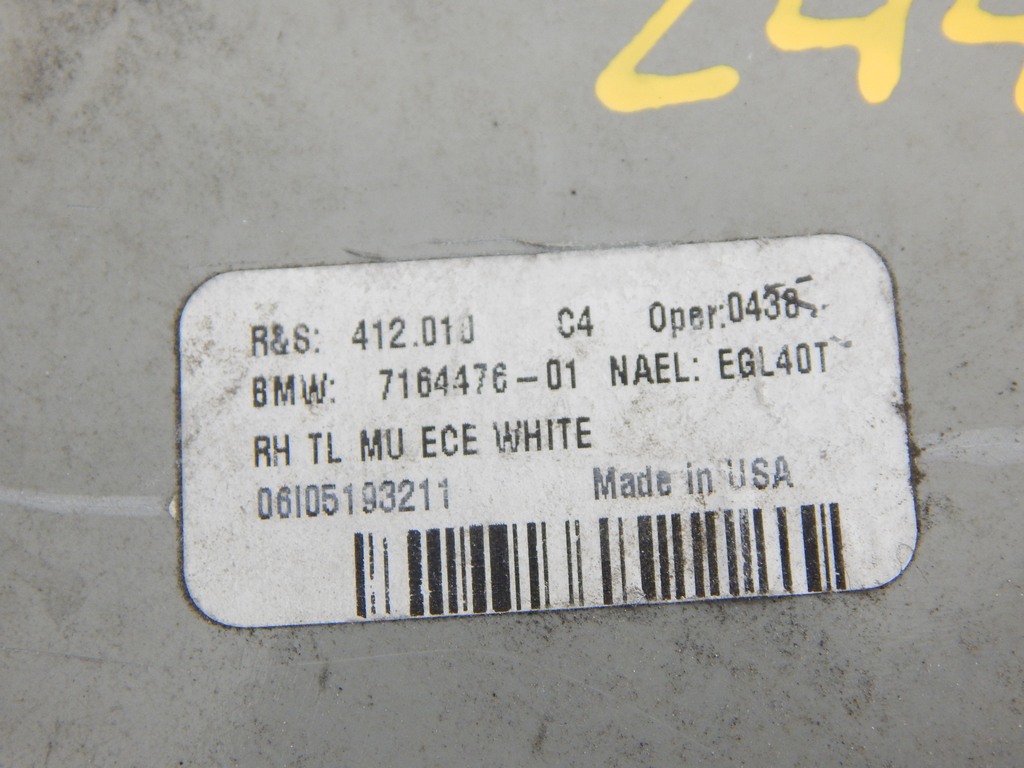 R&S: 412.010 C4 Oper:0438
BMW: 7164476-01 NAEL: EGL40T
RH TL MU ECE WHITE
06I05193211 Made in USA